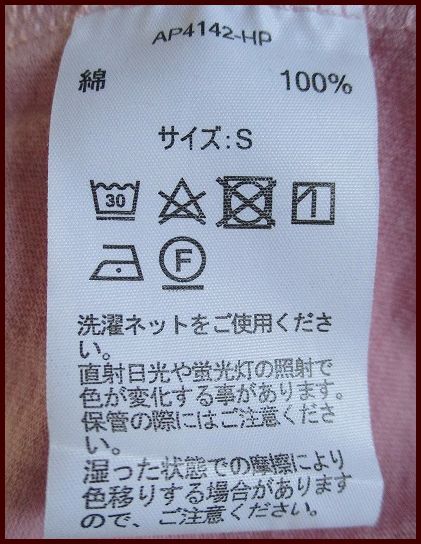 AP4142-HP
綿 100%
サイズ:S
30
F
洗濯ネットをご使用くださ
い。
直射日光や蛍光灯の照射で
色が変化する事があります。
保管の際にはご注意くださ
い。
湿った状態での摩擦により
色移りする場合があります
ので、ご注意ください。